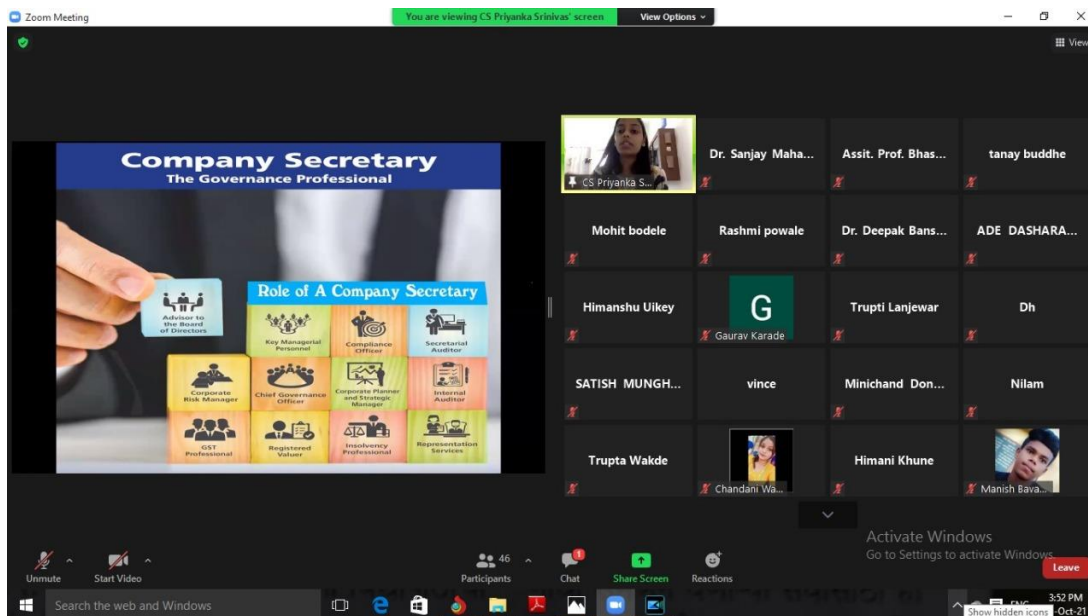 Zoom Meeting
You are viewing CS Priyanka Srinivas' screen
View Options
View
Company Secretary
The Governance Professional
Role of A Company Secretary
Advisor to
the Board
of Directors
Key Managerial
Personnel
Compliance
Officer
Secretarial
Auditor
Corporate
Risk Manager
Chief Governance
Officer
Corporate Planner
and Strategic
Manager
Internal
Auditor
GST
Professional
Registered
Valuer
Insolvency
Professional
Representation
Services
CS Priyanka S...
Dr. Sanjay Maha...
Assit. Prof. Bhas...
tanay buddhe
Mohit bodele
Rashmi powale
Dr. Deepak Bans...
ADE DASHARA...
Himanshu Uikey
G
Gaurav Karade
Trupti Lanjewar
Dh
SATISH MUNGH...
vince
Minichand Don...
Nilam
Trupta Wakde
Chandani Wa...
Himani Khune
Manish Bava...
Activate Windows
Go to Settings to activate Windows.
Unmute
Start Video
46
Participants
1
Chat
Share Screen
Reactions
Leave
Search the web and Windows
3:52 PM
Show hidden icons
-Oct-21